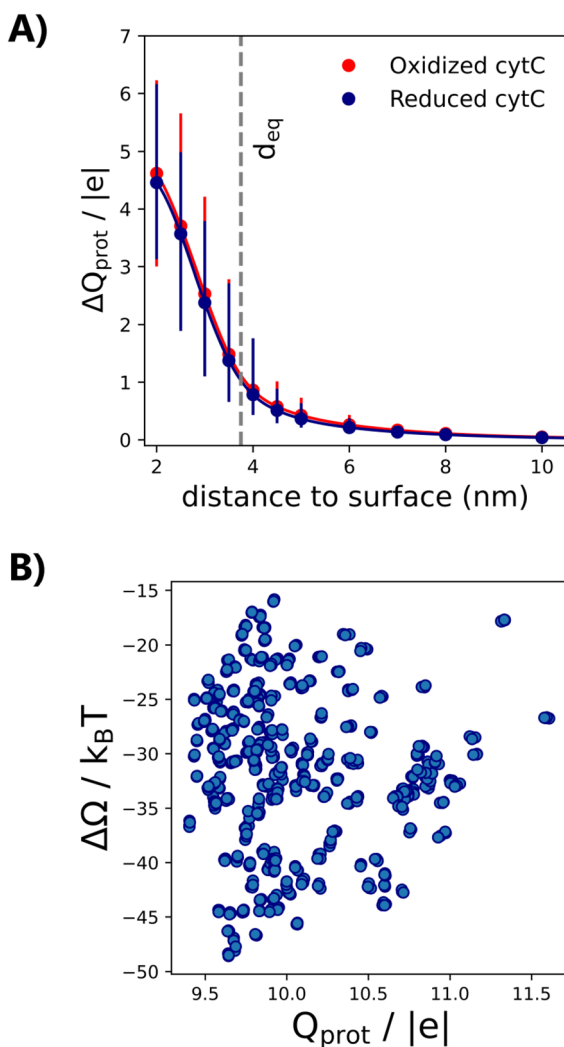 A)
7
6
5
4
3
2
1
0
ΔQprot / |e|
Oxidized cytC
Reduced cytC
deq
2 4 6 8 10
distance to surface (nm)
B)
−15
−20
−25
−30
−35
−40
−45
−50
ΔΩ / kBT
9.5 10.0 10.5 11.0 11.5
Qprot / |e|